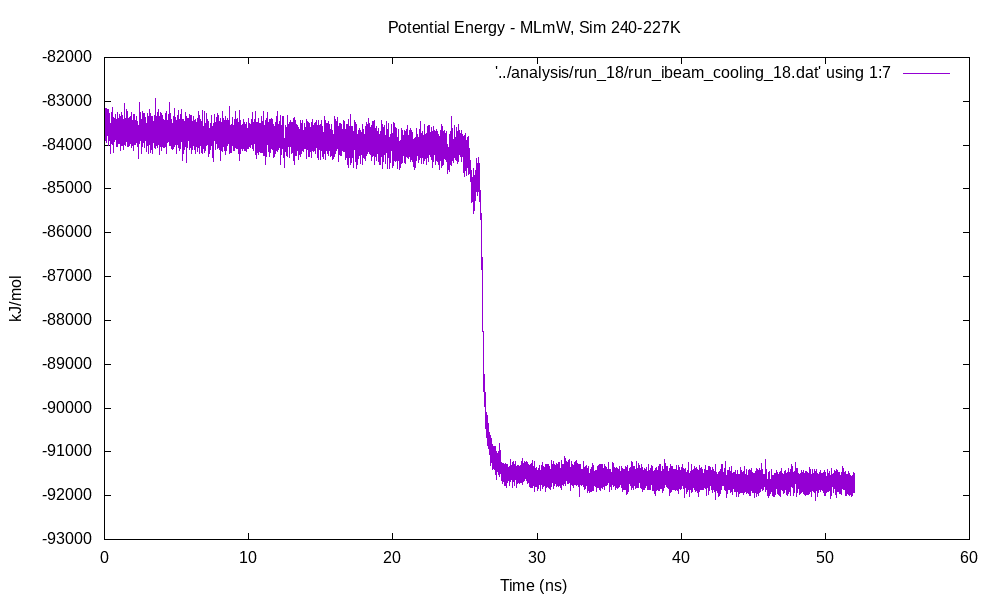 Potential Energy - MLmW, Sim 240-227K
'../analysis/run_18/run_ibeam_cooling_18.dat' using 1:7
-82000
-83000
-84000
-85000
-86000
-87000
-88000
-89000
-90000
-91000
-92000
-93000
kJ/mol
0 10 20 30 40 50 60
Time (ns)